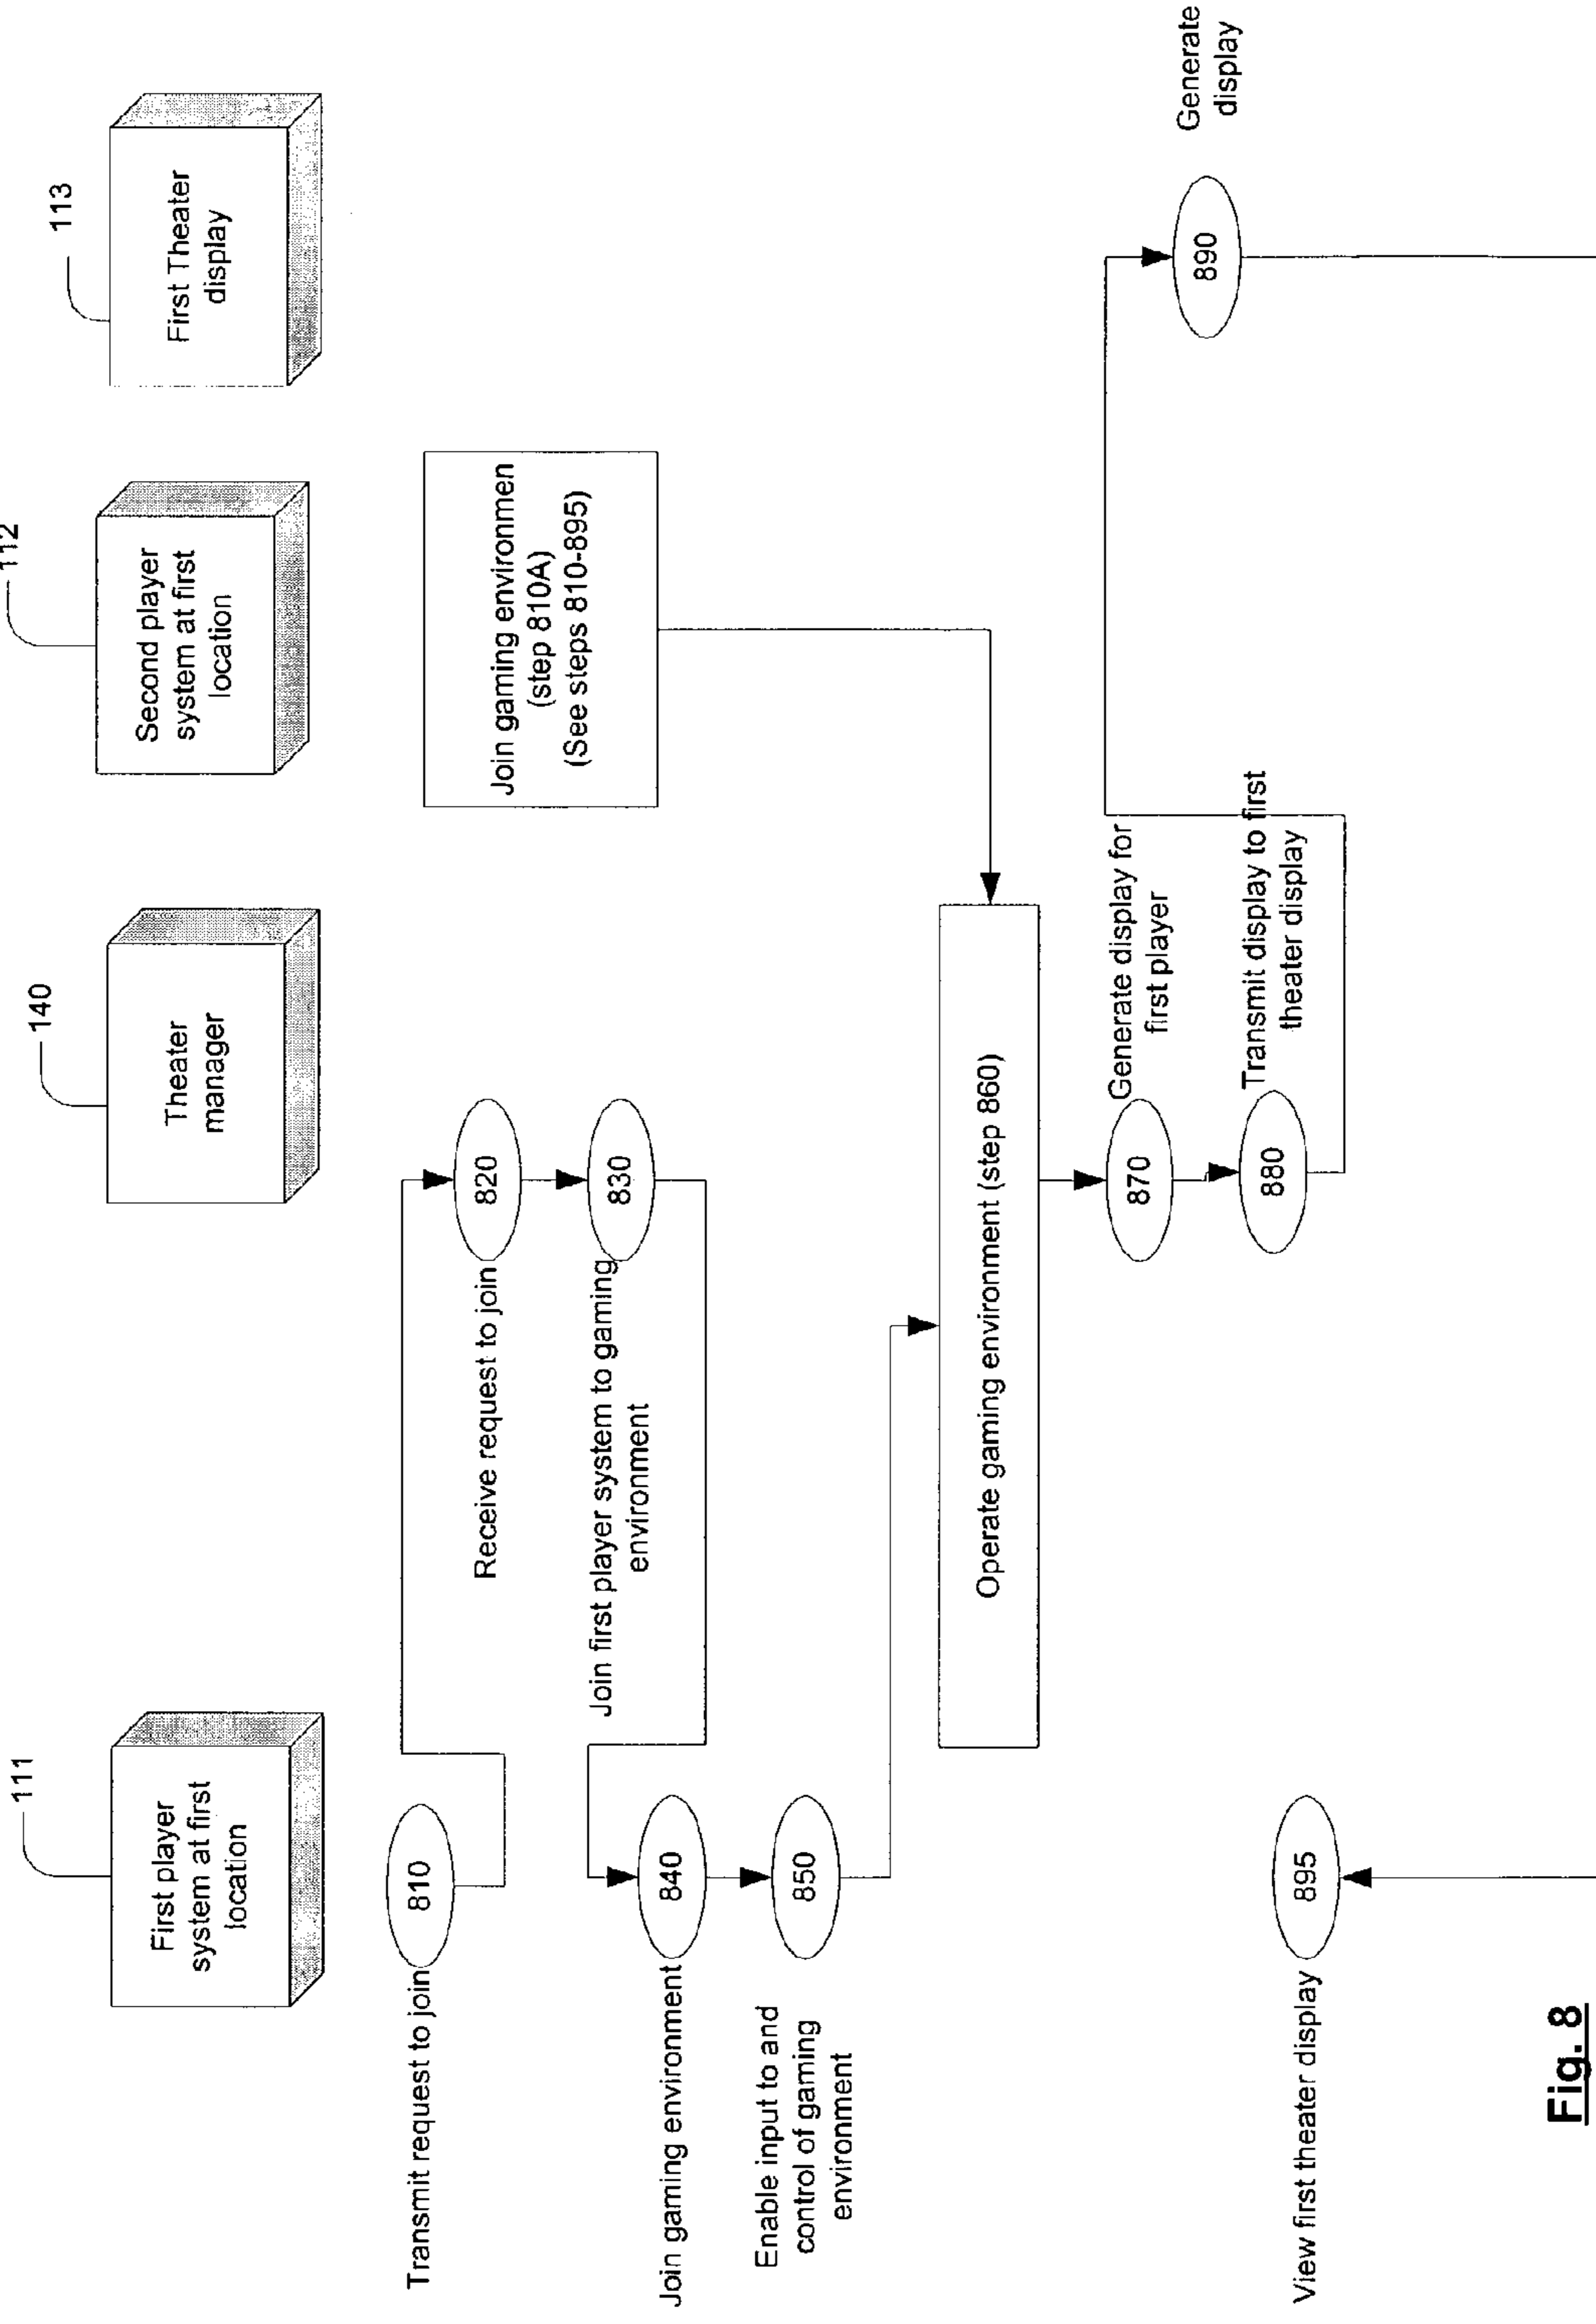 111
First player
system at first
location
140
Theater
manager
112
Second player
system at first
location
113
First Theater
display
Transmit request to join
810
820
Receive request to join
830
Join first player system to gaming
environment
Join gaming environmen
(step 810A)
(See steps 810-895)
Join gaming environment
840
Enable input to and
control of gaming
environment
850
Operate gaming environment (step 860)
870
Generate display for
first player
880
Transmit display to first
theater display
890
Generate
display
View first theater display
895
Fig. 8